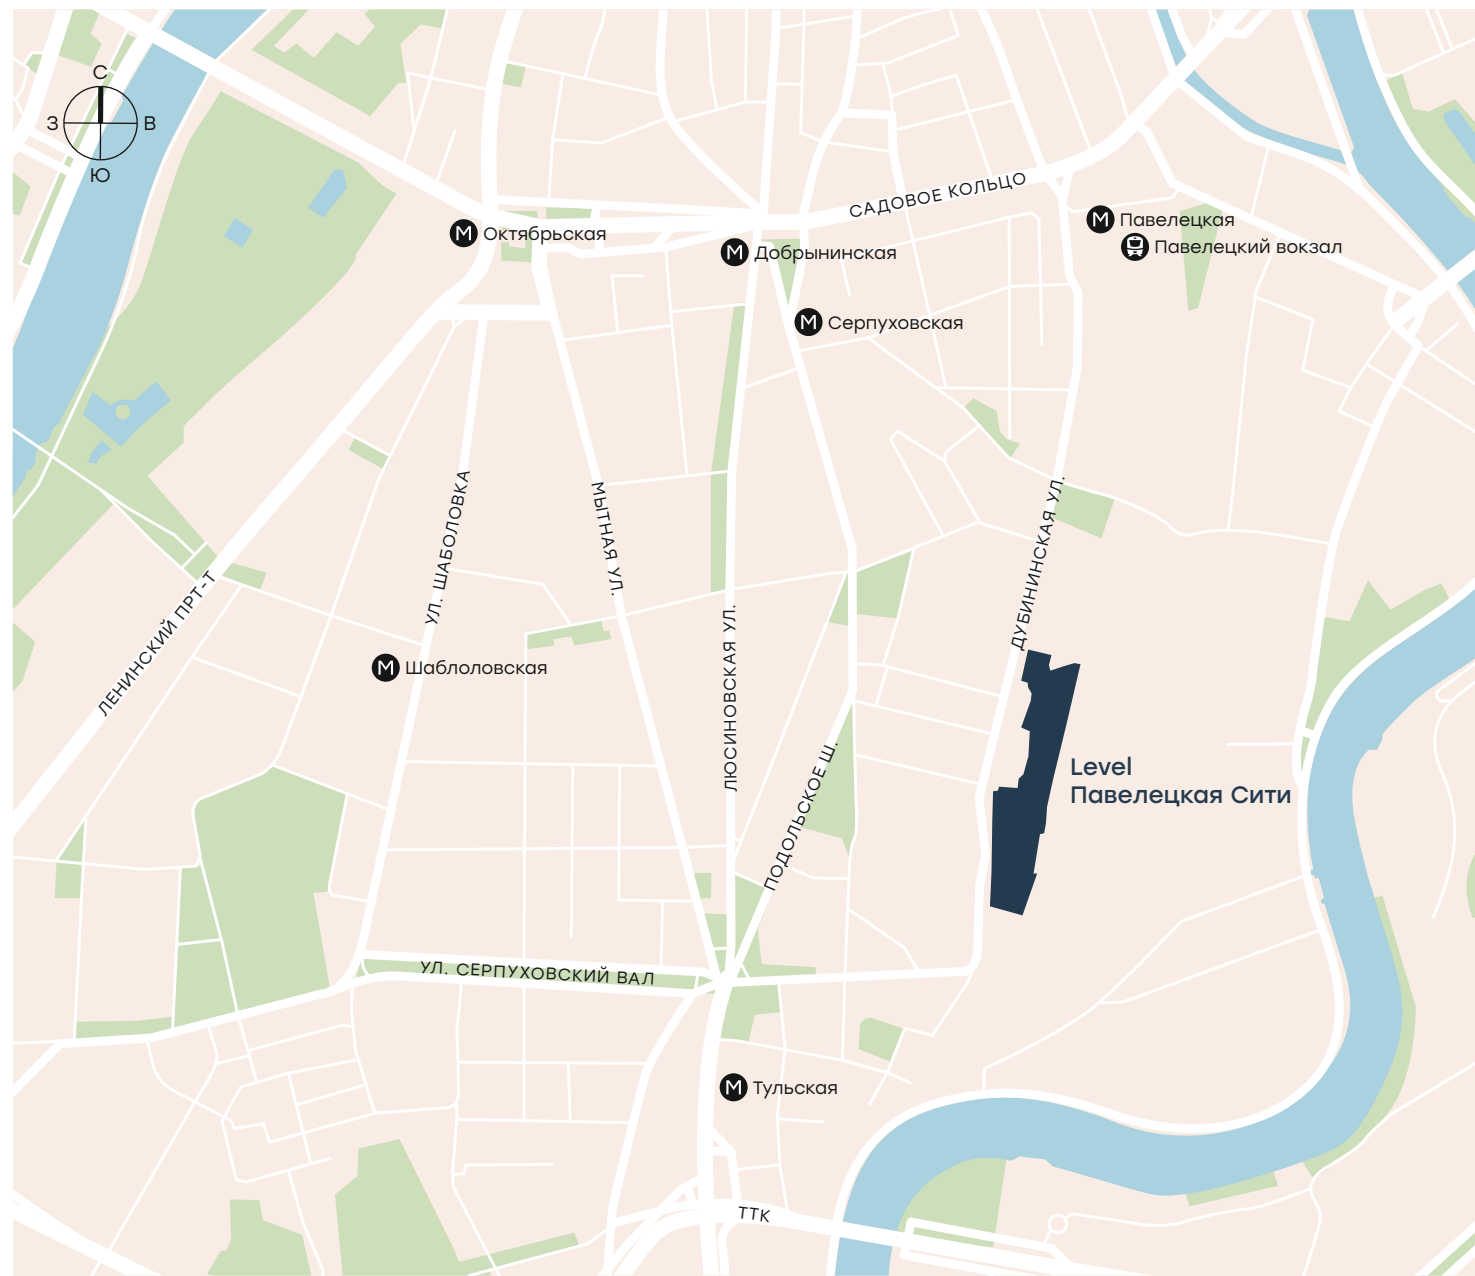 С
З
В
Ю
САДОВОЕ КОЛЬЦО
Павелецкая
Павелецкий вокзал
Октябрьская
Добрынинская
Серпуховская
УЛ. ШАБОЛОВКА
МЫТНАЯ УЛ.
ДУБИНИНСКАЯ УЛ.
ЛЕНИНСКИЙ ПРТ-Т
ЛЮСИНОВСКАЯ УЛ.
Шаблоловская
ПОДОЛЬСКОЕ Ш.
Level
Павелецкая Сити
УЛ. СЕРПУХОВСКИЙ ВАЛ
Тульская
ТТК